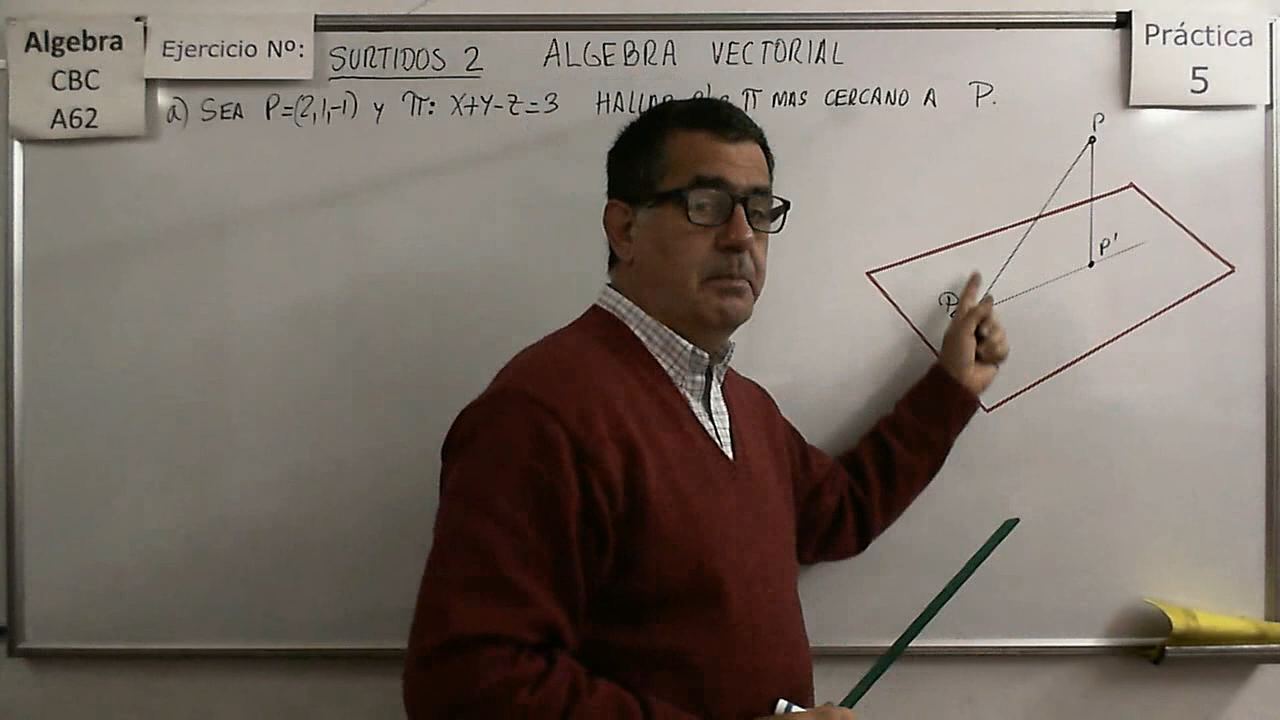 Algebra
CBC
A62
Ejercicio Nº:
SURTIDOS 2 ALGEBRA VECTORIAL
Práctica
5
a) SEA P=(2,1,-1) y π: X+Y-Z=3 π MAS CERCANO A P.
P
P'